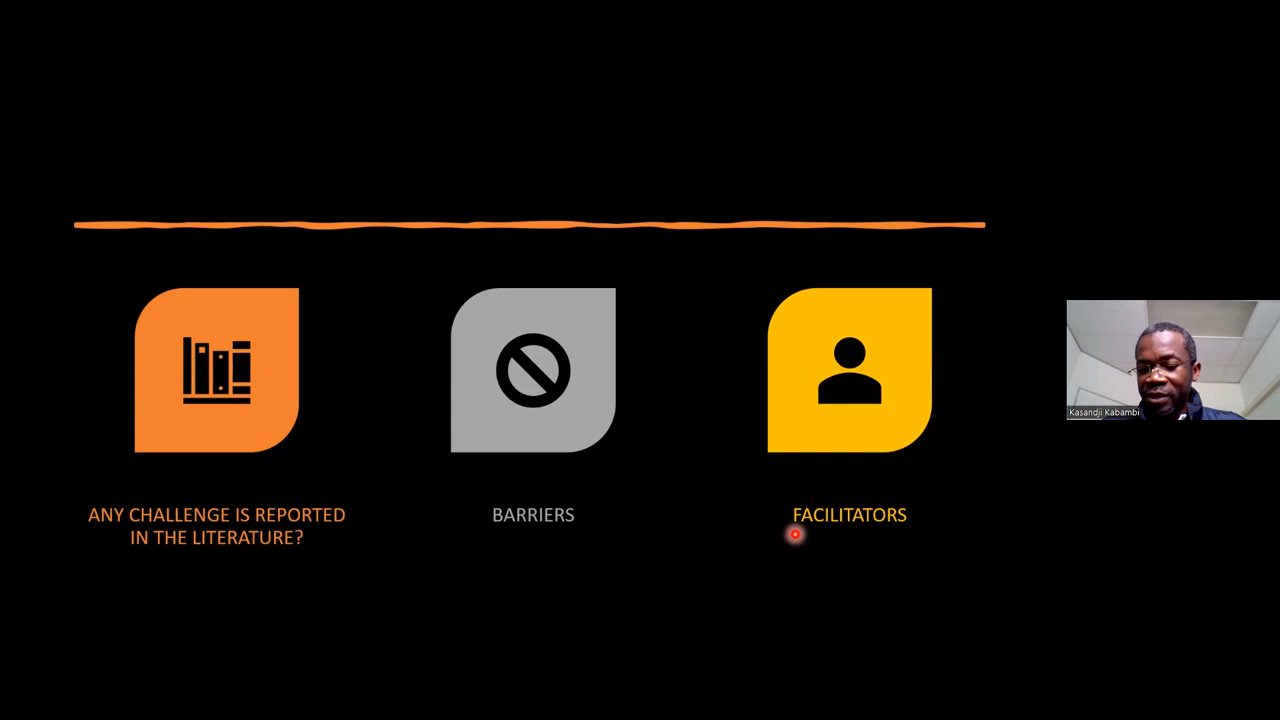 ANY CHALLENGE IS REPORTED
IN THE LITERATURE?
BARRIERS
FACILITATORS
Kasandji Kabambi